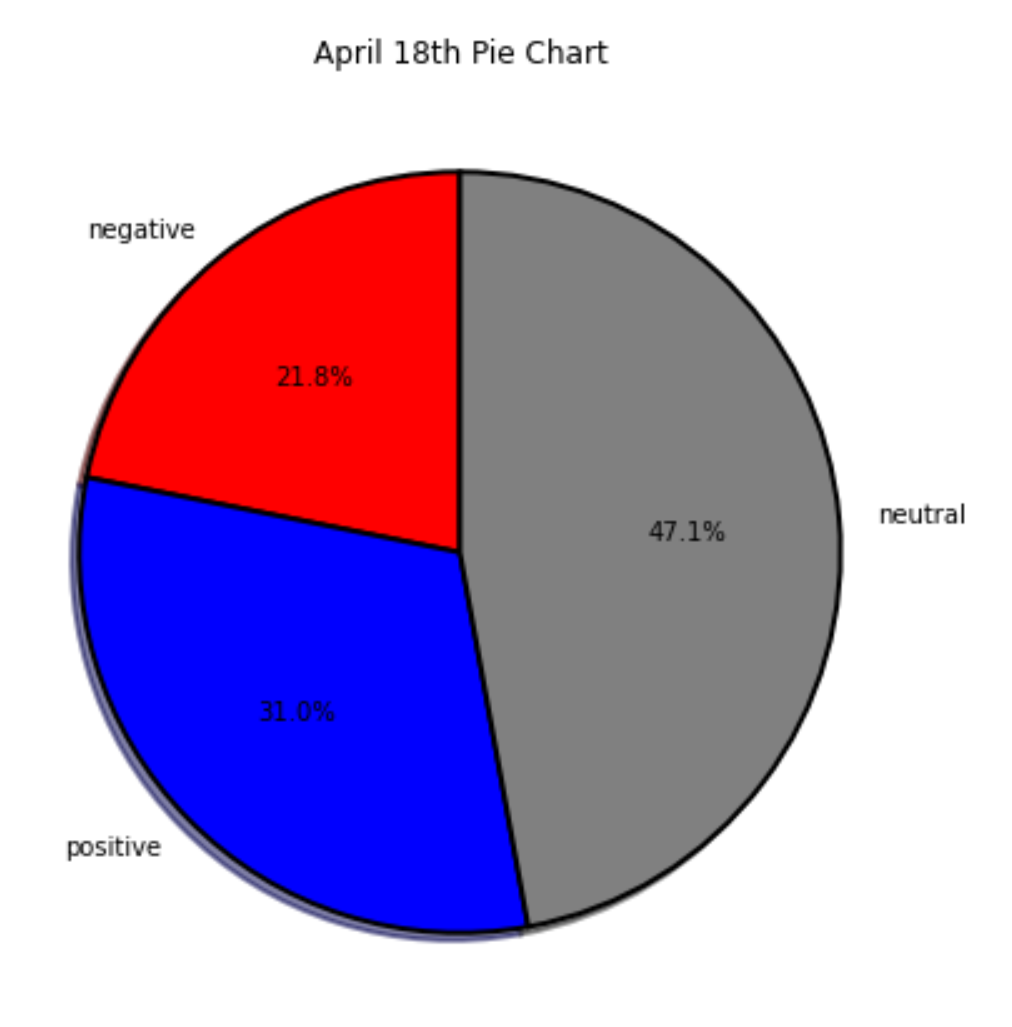 April 18th Pie Chart
negative
21.8%
47.1%
neutral
31.0%
positive